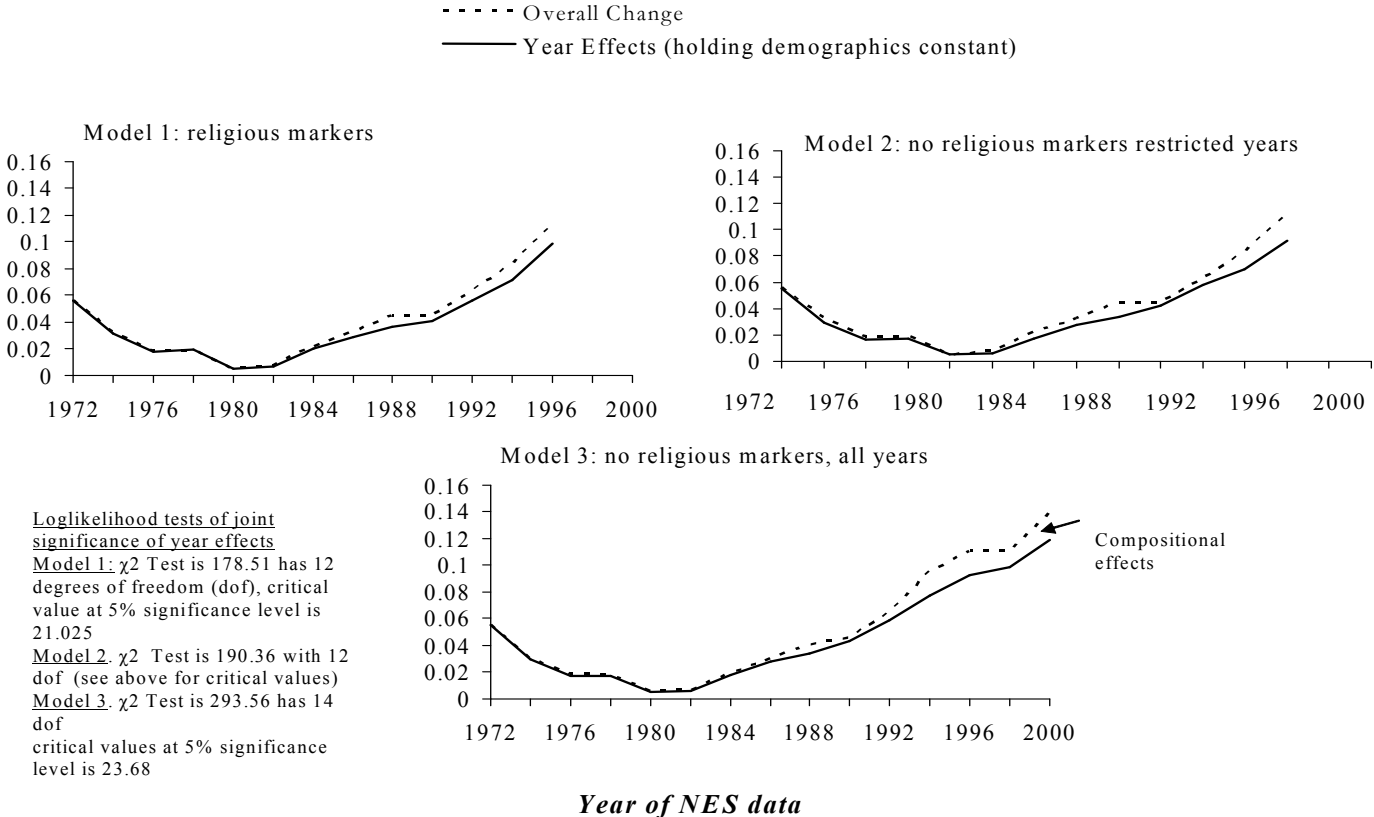 Overall Change
Year Effects (holding demographics constant)
Model 1: religious markers
0.16
0.14
0.12
0.1
0.08
0.06
0.04
0.02
0
1972 1976 1980 1984 1988 1992 1996 2000
Model 2: no religious markers restricted years
0.16
0.14
0.12
0.1
0.08
0.06
0.04
0.02
0
1972 1976 1980 1984 1988 1992 1996 2000
Model 3: no religious markers, all years
0.16
0.14
0.12
0.1
0.08
0.06
0.04
0.02
0
1972 1976 1980 1984 1988 1992 1996 2000
Compositional
effects
Loglikelihood tests of joint
significance of year effects
Model 1: χ2 Test is 178.51 has 12
degrees of freedom (dof), critical
value at 5% significance level is
21.025
Model 2. χ2 Test is 190.36 with 12
dof (see above for critical values)
Model 3. χ2 Test is 293.56 has 14
dof
critical values at 5% significance
level is 23.68
Year of NES data